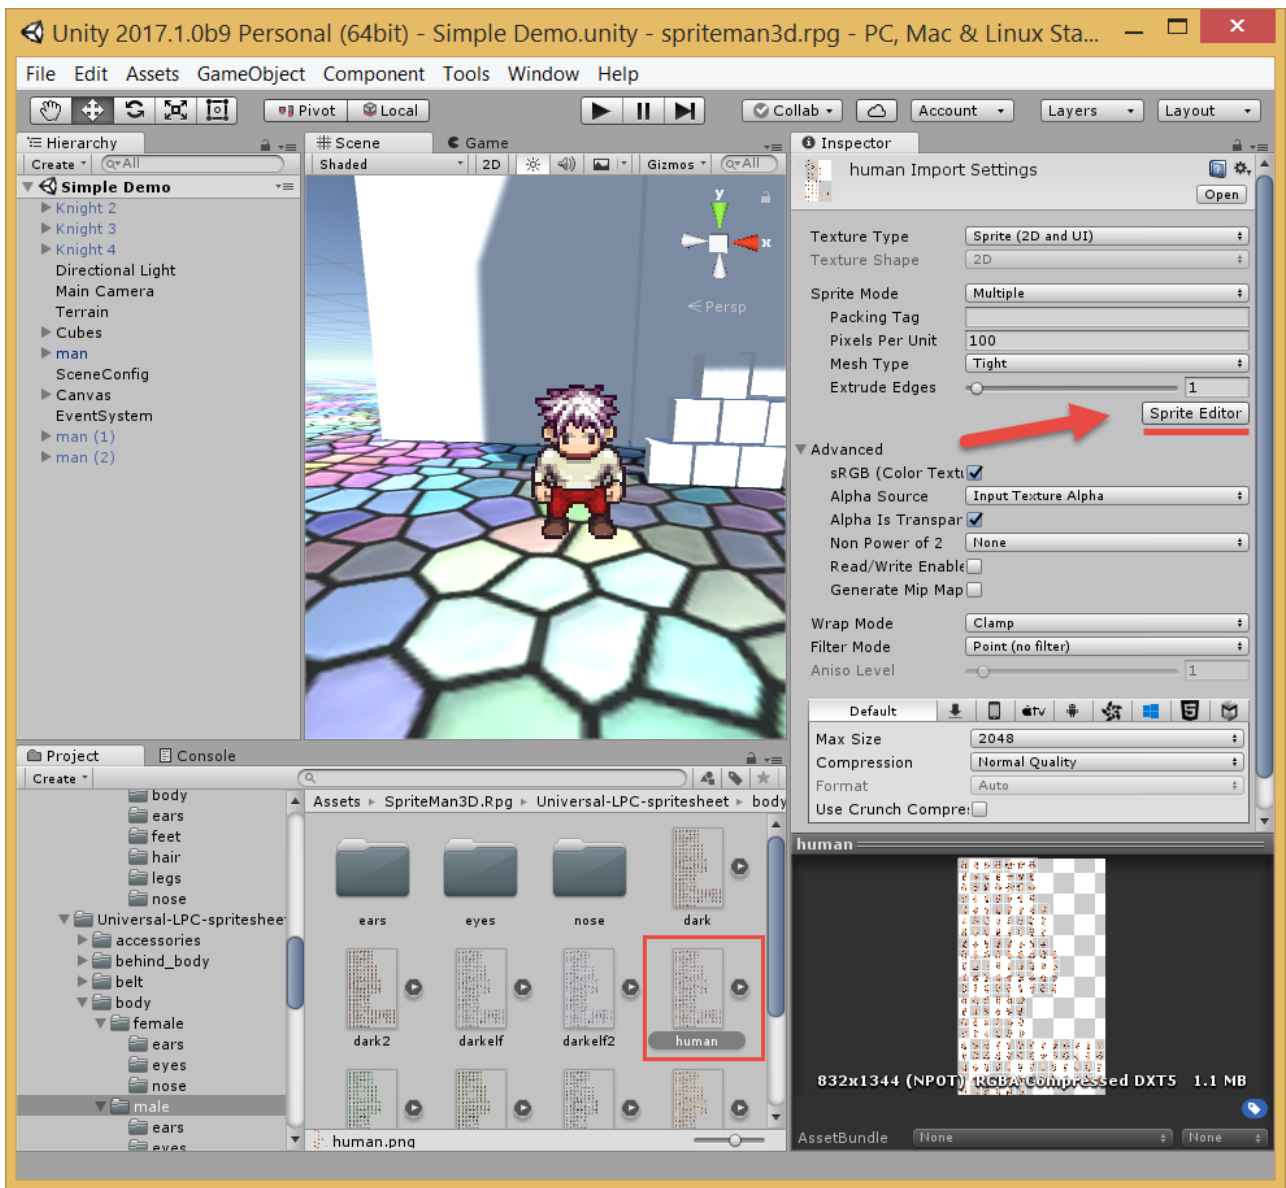 Unity 2017.1.0b9 Personal (64bit) - Simple Demo.unity - spriteman3d.rpg - PC, Mac & Linux Sta...
File Edit Assets GameObject Component Tools Window Help
Pivot Local Collab Account Layers Layout
Hierarchy
Create All
Simple Demo
Knight 2
Knight 3
Knight 4
Directional Light
Main Camera
Terrain
Cubes
man
SceneConfig
Canvas
EventSystem
man (1)
man (2)
Scene Game
Shaded 2D Gizmos All
y
x
Persp
Inspector
human Import Settings
Open
Texture Type Sprite (2D and UI)
Texture Shape 2D
Sprite Mode Multiple
Packing Tag
Pixels Per Unit 100
Mesh Type Tight
Extrude Edges 1
Sprite Editor
Advanced
sRGB (Color Textu
Alpha Source Input Texture Alpha
Alpha Is Transpar
Non Power of 2 None
Read/Write Enable
Generate Mip Map
Wrap Mode Clamp
Filter Mode Point (no filter)
Aniso Level 1
Default tv
Max Size 2048
Compression Normal Quality
Format Auto
Use Crunch Compre:
Project Console
Create
body
ears
feet
hair
legs
nose
Universal-LPC-spritesheet
accessories
behind_body
belt
body
female
ears
eyes
nose
male
ears
eyes
Assets SpriteMan3D.Rpg Universal-LPC-spritesheet body
ears eyes nose dark
dark2 darkelf darkelf2 human
human.png
human
832x1344 (NPOT) RGBA Compressed DXT5 1.1 MB
AssetBundle None None